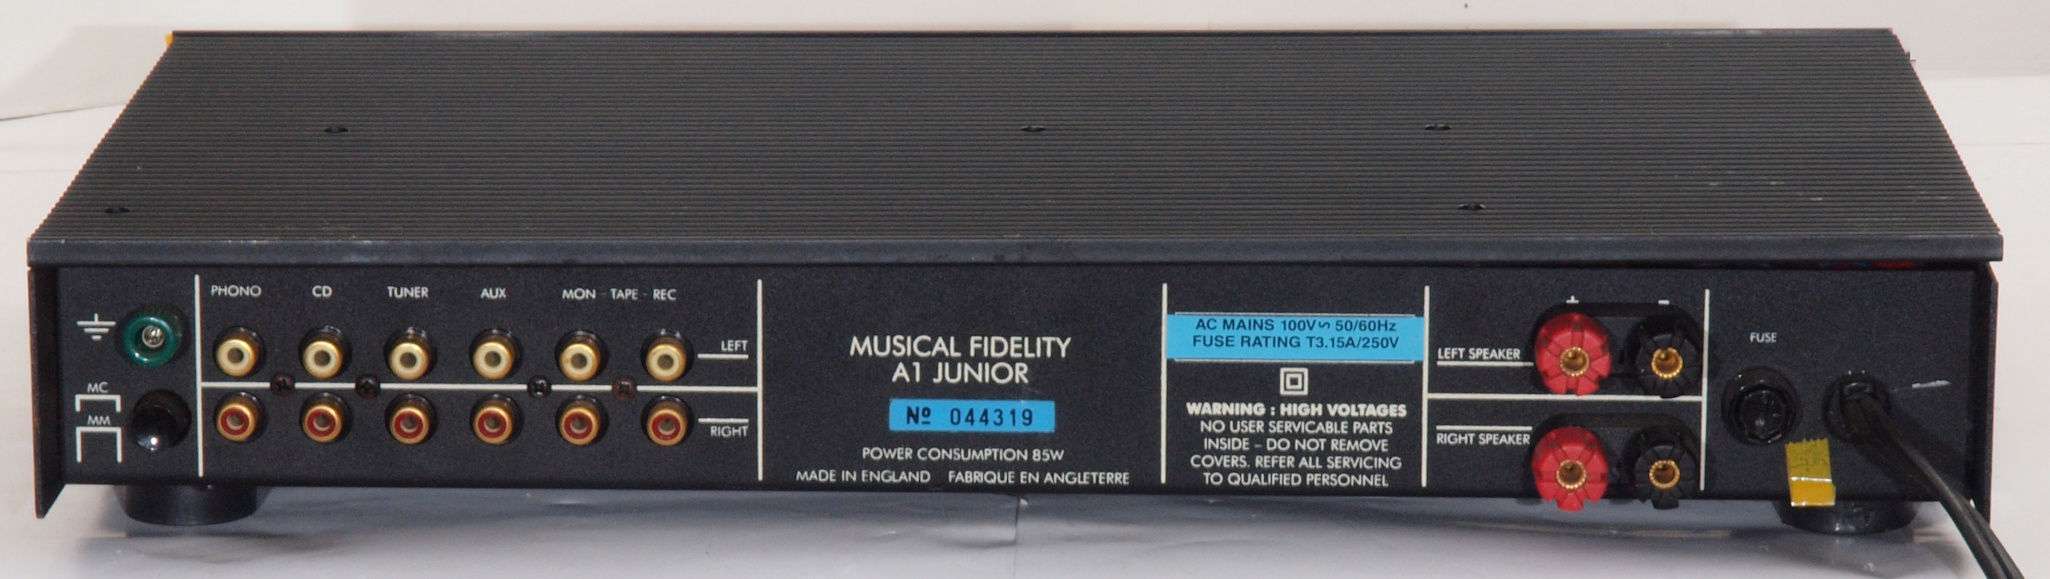 MC
MM
PHONO CD TUNER AUX MON - TAPE - REC
LEFT
RIGHT
MUSICAL FIDELITY
A1 JUNIOR
Nº 044319
POWER CONSUMPTION 85W
MADE IN ENGLAND FABRIQUE EN ANGLETERRE
AC MAINS 100V∽ 50/60Hz
FUSE RATING T3.15A/250V
WARNING : HIGH VOLTAGES
NO USER SERVICABLE PARTS
INSIDE – DO NOT REMOVE
COVERS. REFER ALL SERVICING
TO QUALIFIED PERSONNEL
+ –
LEFT SPEAKER
RIGHT SPEAKER
FUSE